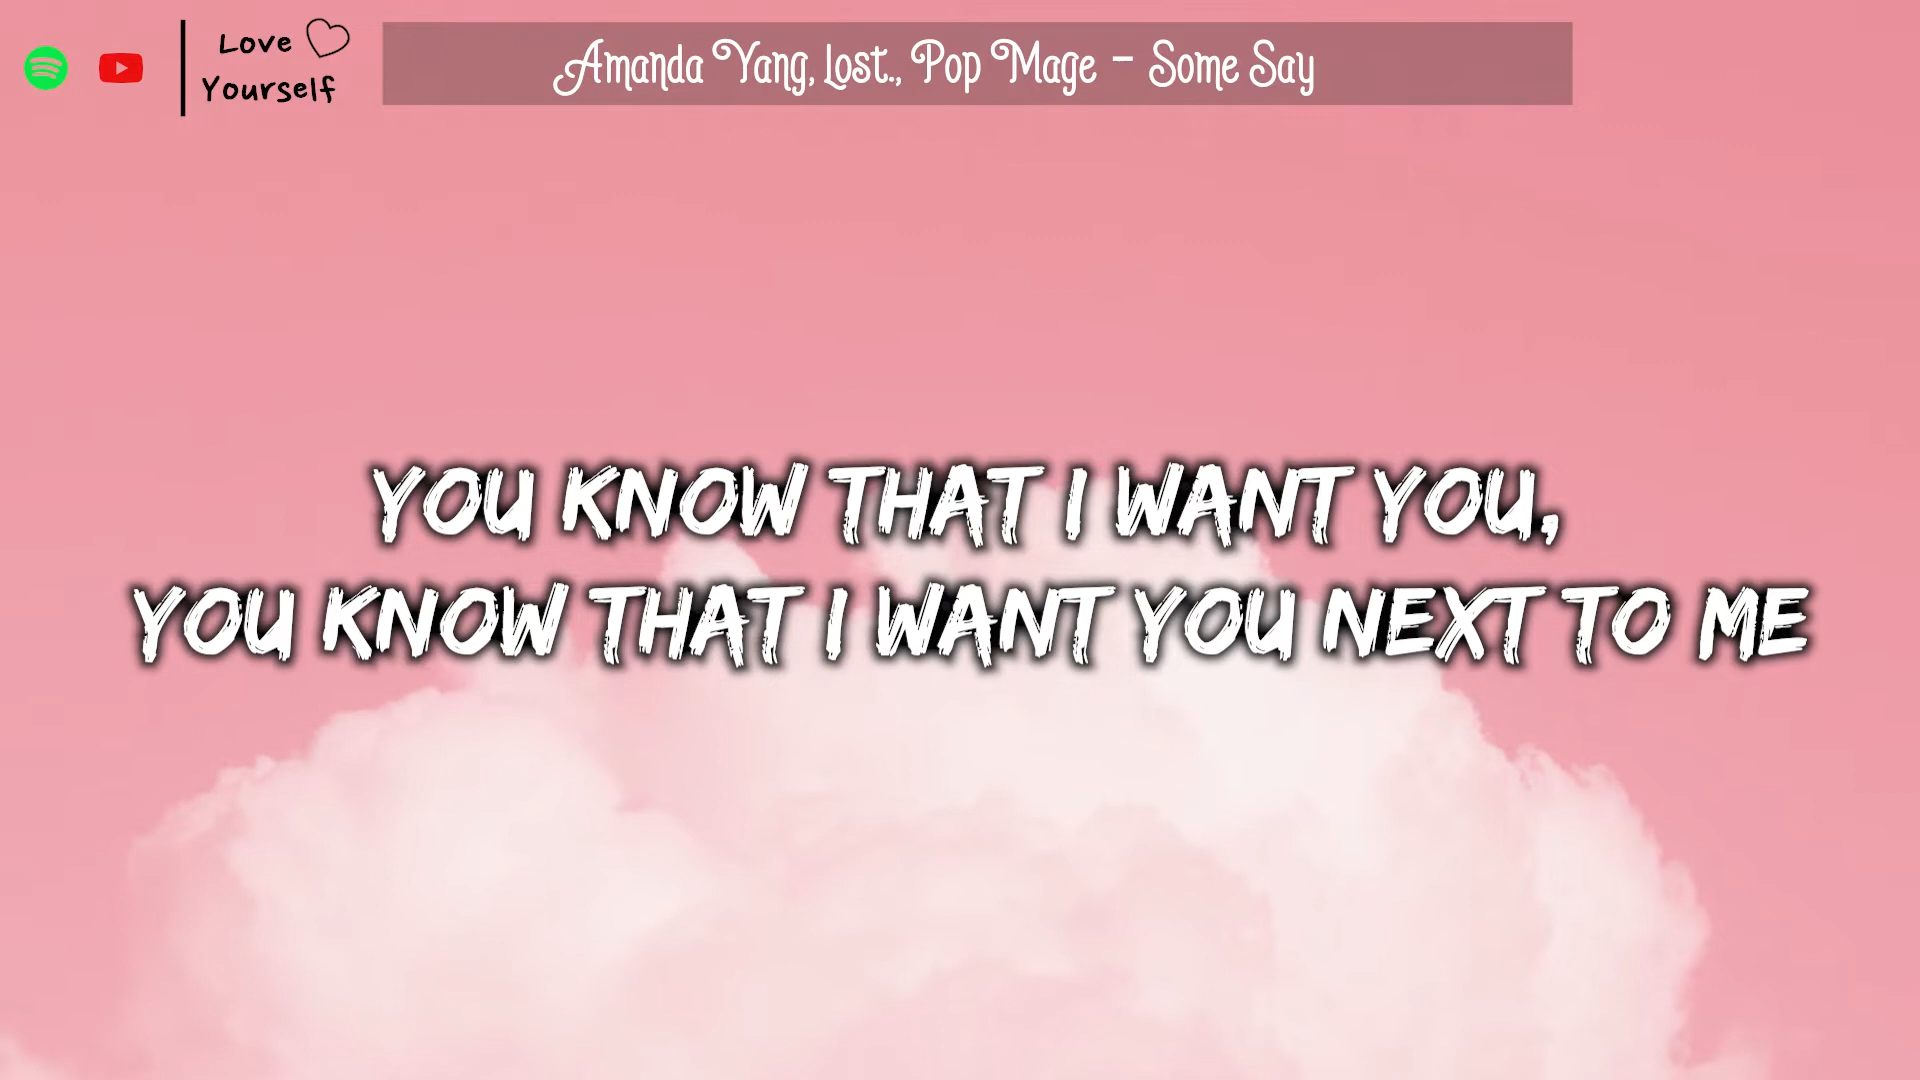 Love
Yourself
Amanda Yang, Lost., Pop Mage - Some Say
YOU KNOW THAT I WANT YOU,
YOU KNOW THAT I WANT YOU NEXT TO ME